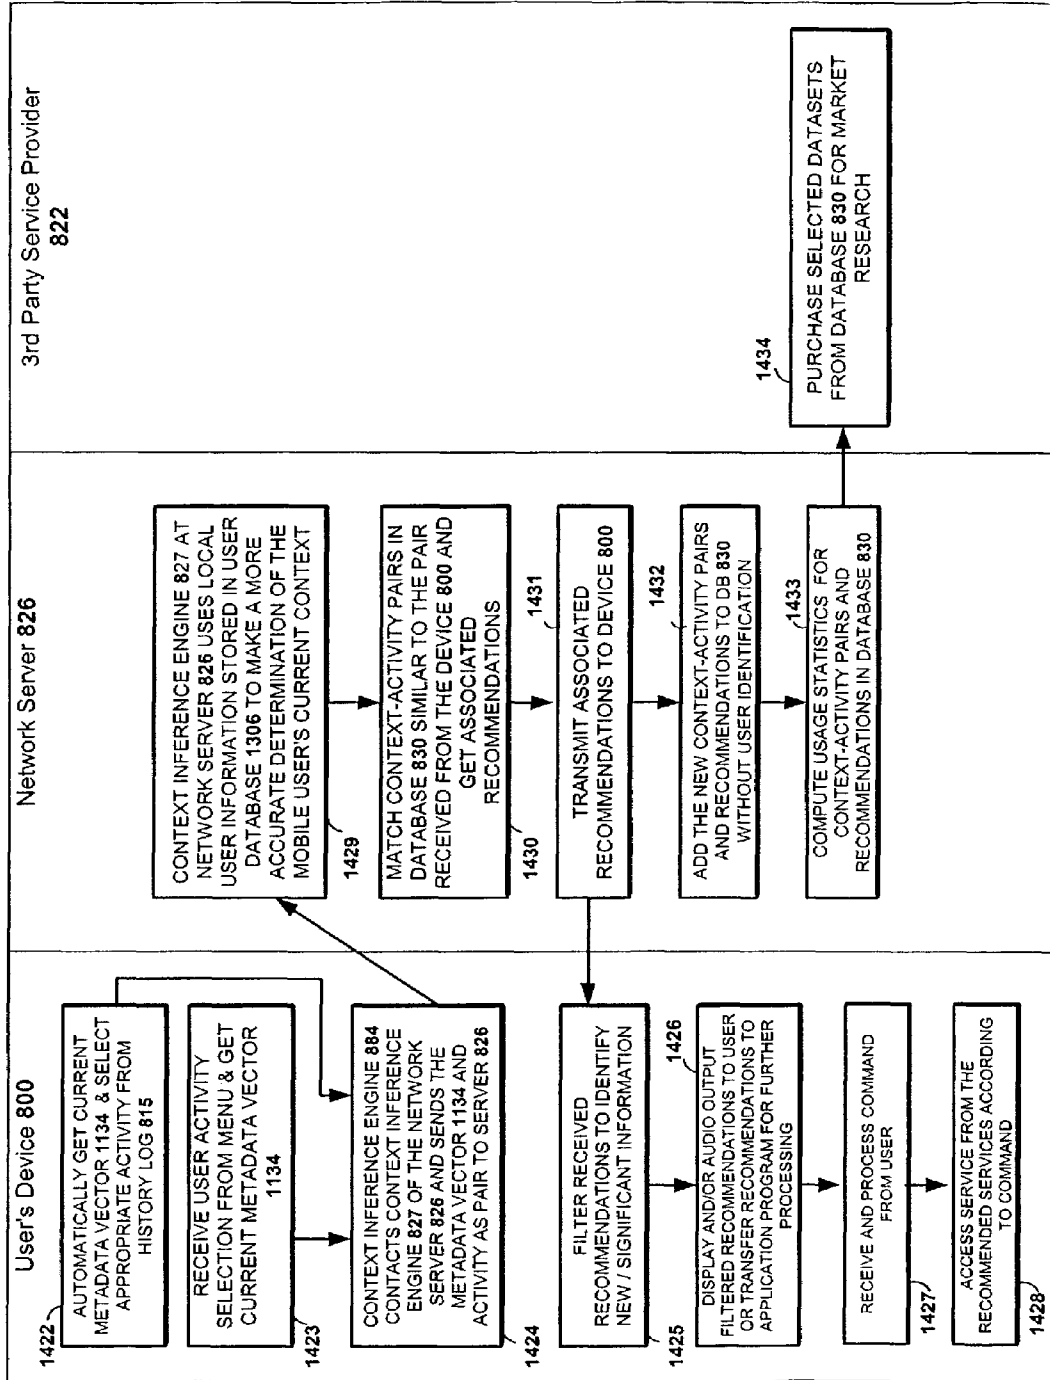 User's Device 800
1422
AUTOMATICALLY GET CURRENT
METADATA VECTOR 1134 & SELECT
APPROPRIATE ACTIVITY FROM
HISTORY LOG 815
RECEIVE USER ACTIVITY
SELECTION FROM MENU & GET
CURRENT METADATA VECTOR
1134
1423
CONTEXT INFERENCE ENGINE 884
CONTACTS CONTEXT INFERENCE
ENGINE 827 OF THE NETWORK
SERVER 826 AND SENDS THE
METADATA VECTOR 1134 AND
ACTIVITY AS PAIR TO SERVER 826
1424
FILTER RECEIVED
RECOMMENDATIONS TO IDENTIFY
NEW / SIGNIFICANT INFORMATION
1425
1426
DISPLAY AND/OR AUDIO OUTPUT
FILTERED RECOMMENDATIONS TO USER
OR TRANSFER RECOMMENDATIONS TO
APPLICATION PROGRAM FOR FURTHER
PROCESSING
RECEIVE AND PROCESS COMMAND
FROM USER
1427
ACCESS SERVICE FROM THE
RECOMMENDED SERVICES ACCORDING
TO COMMAND
1428
Network Server 826
CONTEXT INFERENCE ENGINE 827 AT
NETWORK SERVER 826 USES LOCAL
USER INFORMATION STORED IN USER
DATABASE 1306 TO MAKE A MORE
ACCURATE DETERMINATION OF THE
MOBILE USER'S CURRENT CONTEXT
1429
MATCH CONTEXT-ACTIVITY PAIRS IN
DATABASE 830 SIMILAR TO THE PAIR
RECEIVED FROM THE DEVICE 800 AND
GET ASSOCIATED
RECOMMENDATIONS
1430
1431
TRANSMIT ASSOCIATED
RECOMMENDATIONS TO DEVICE 800
1432
ADD THE NEW CONTEXT-ACTIVITY PAIRS
AND RECOMMENDATIONS TO DB 830
WITHOUT USER IDENTIFICATION
1433
COMPUTE USAGE STATISTICS FOR
CONTEXT-ACTIVITY PAIRS AND
RECOMMENDATIONS IN DATABASE 830
3rd Party Service Provider
822
1434
PURCHASE SELECTED DATASETS
FROM DATABASE 830 FOR MARKET
RESEARCH